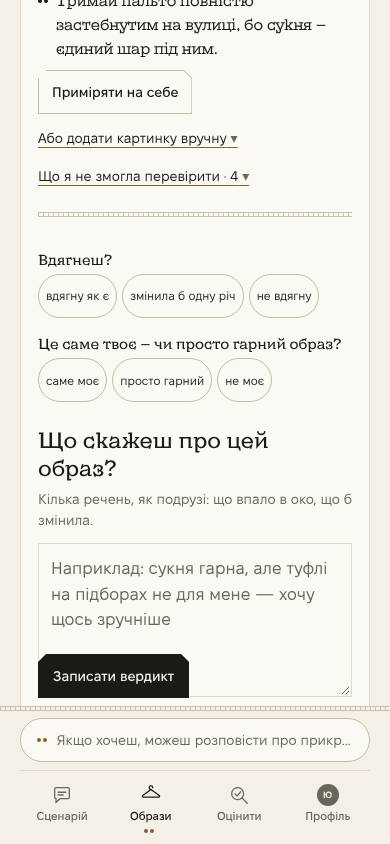 Тримай пальто повністю
застебнутим на вулиці, бо сукня –
єдиний шар під ним.
Приміряти на себе
Або додати картинку вручну ▾
Що я не змогла перевірити · 4 ▾
Вдягнеш?
вдягну як є
змінила б одну річ
не вдягну
Це саме твоє – чи просто гарний образ?
саме моє
просто гарний
не моє
Що скажеш про цей
образ?
Кілька речень, як подрузі: що впало в око, що б
змінила.
Наприклад: сукня гарна, але туфлі
на підборах не для мене — хочу
щось зручніше
Записати вердикт
Якщо хочеш, можеш розповісти про прикр...
Сценарій
Образи
Оцінити
Ю
Профіль